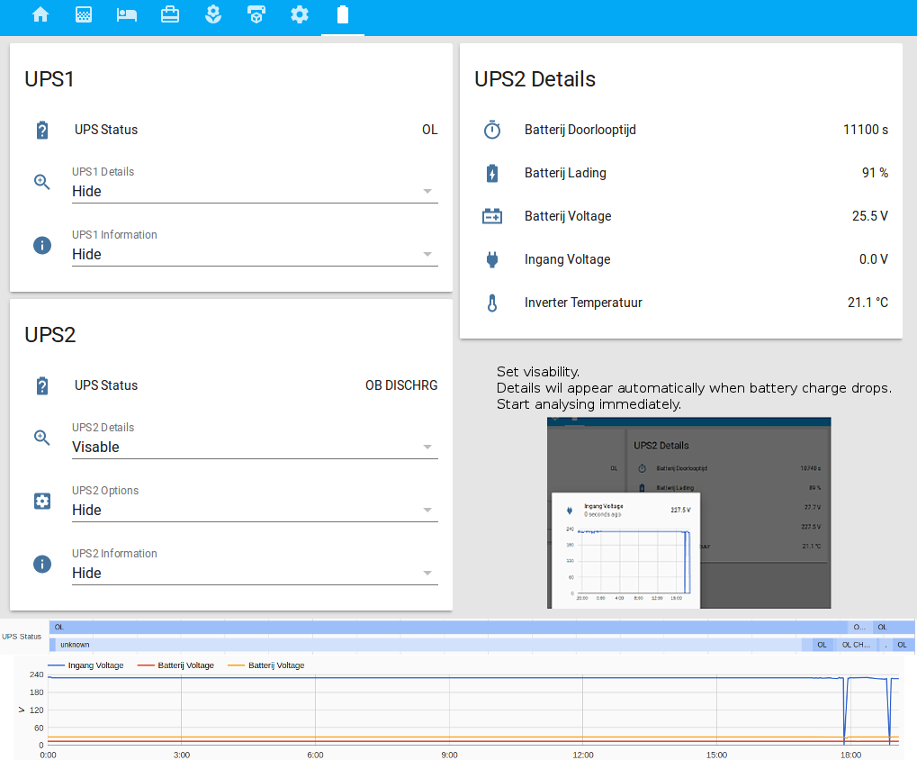 UPS1
UPS Status OL
UPS1 Details
Hide
UPS1 Information
Hide
UPS2
UPS Status OB DISCHRG
UPS2 Details
Visable
UPS2 Options
Hide
UPS2 Information
Hide
UPS2 Details
Batterij Doorlooptijd 11100 s
Batterij Lading 91 %
Batterij Voltage 25.5 V
Ingang Voltage 0.0 V
Inverter Temperatuur 21.1 °C
Set visability.
Details wil appear automatically when battery charge drops.
Start analysing immediately.
UPS2 Details
OL Batterij Doorlooptijd
Batterij Lading
27.7 V
227.5 V
21.1 °C
Ingang Voltage 227.5 V
0 seconds ago
240
180
120
60
0
20:00 0:00 4:00 8:00 12:00 16:00
UPS Status
OL O... OL
unknown OL OL CH... . OL
Ingang Voltage Batterij Voltage Batterij Voltage
V
240
180
120
60
0
0:00 3:00 6:00 9:00 12:00 15:00 18:00